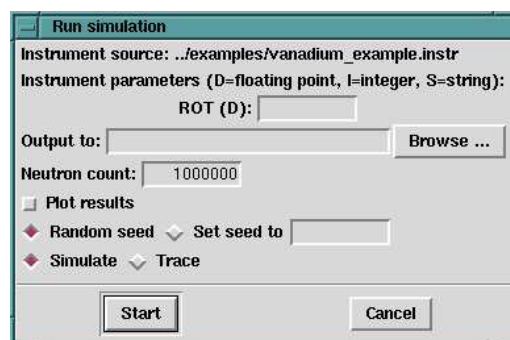 Run simulation
Instrument source: ../examples/vanadium_example.instr
Instrument parameters (D=floating point, I=integer, S=string):
ROT (D):
Output to: Browse ...
Neutron count: 1000000
Plot results
Random seed Set seed to
Simulate Trace
Start Cancel